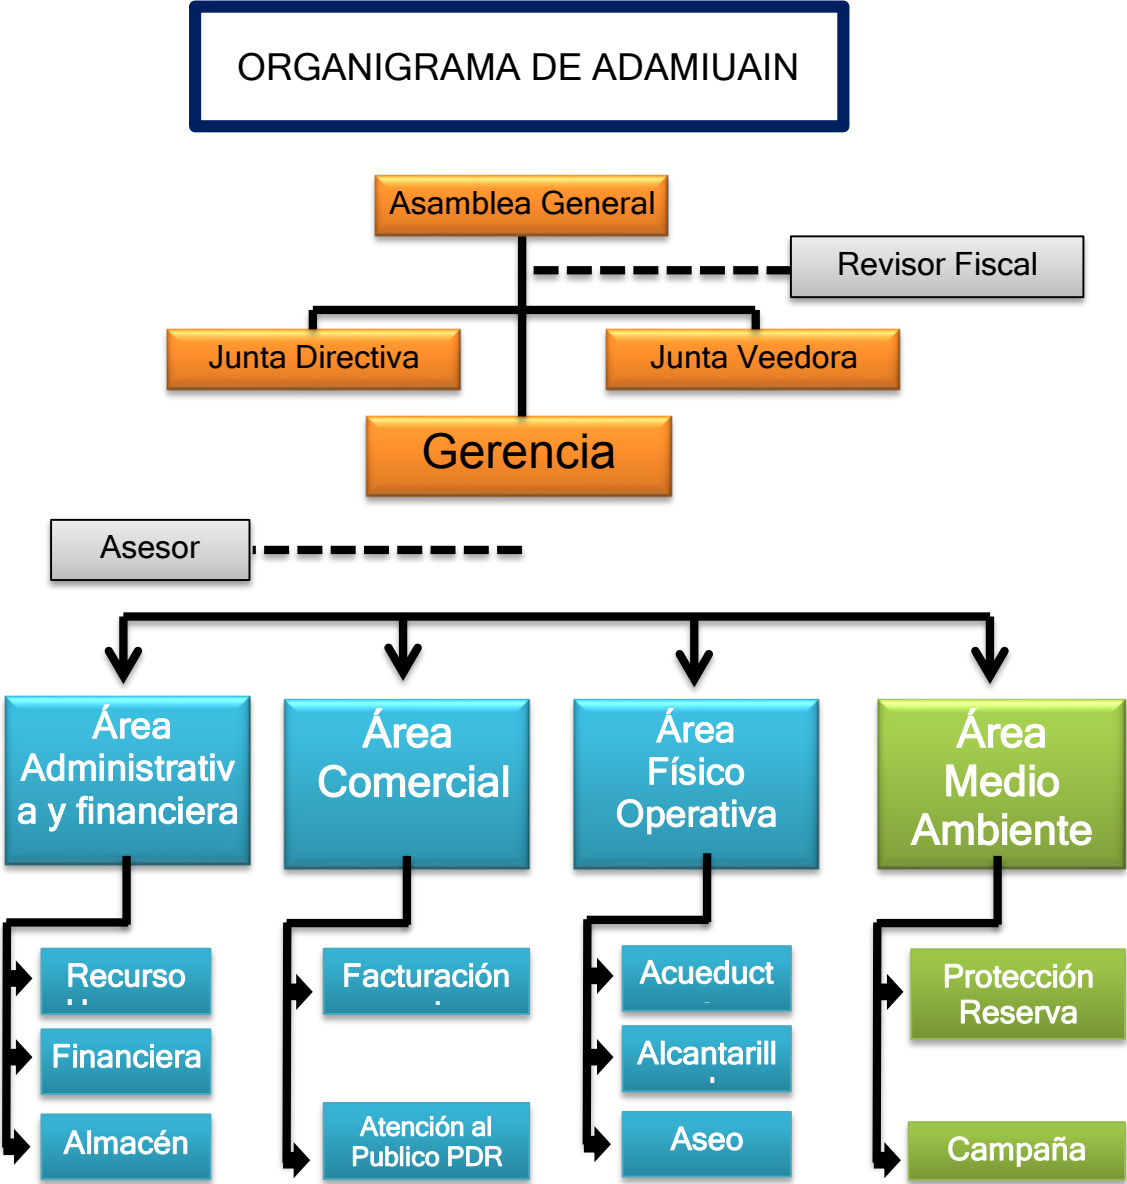 ORGANIGRAMA DE ADAMIUAIN
Asamblea General
Revisor Fiscal
Junta Directiva
Junta Veedora
Gerencia
Asesor
Área
Administrativ
a y financiera
Área
Comercial
Área
Físico
Operativa
Área
Medio
Ambiente
Recurso
Financiera
Almacén
Facturación
Atención al
Publico PDR
Acueduct
Alcantarill
Aseo
Protección
Reserva
Campaña